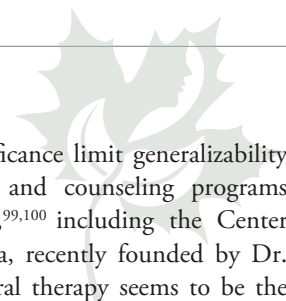 ficance limit generalizability
and counseling programs
,99,100 including the Center
a, recently founded by Dr.
ral therapy seems to be the